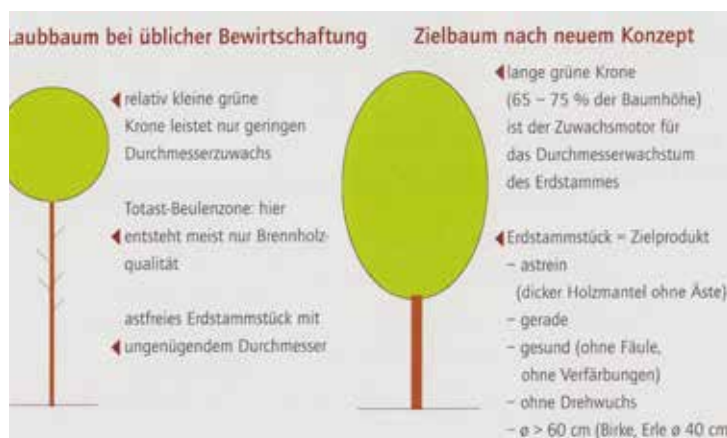 Laubbaum bei üblicher Bewirtschaftung
relativ kleine grüne
Krone leistet nur geringen
Durchmesserzuwachs
Totast-Beulenzone: hier
entsteht meist nur Brennholz-
qualität
astfreies Erdstammstück mit
ungenügendem Durchmesser
Zielbaum nach neuem Konzept
lange grüne Krone
(65 – 75 % der Baumhöhe)
ist der Zuwachsmotor für
das Durchmesserwachstum
des Erdstammes
Erdstammstück = Zielprodukt
– astrein
(dicker Holzmantel ohne Äste)
– gerade
– gesund (ohne Fäule,
ohne Verfärbungen)
– ohne Drehwuchs
– ø > 60 cm (Birke, Erle ø 40 cm